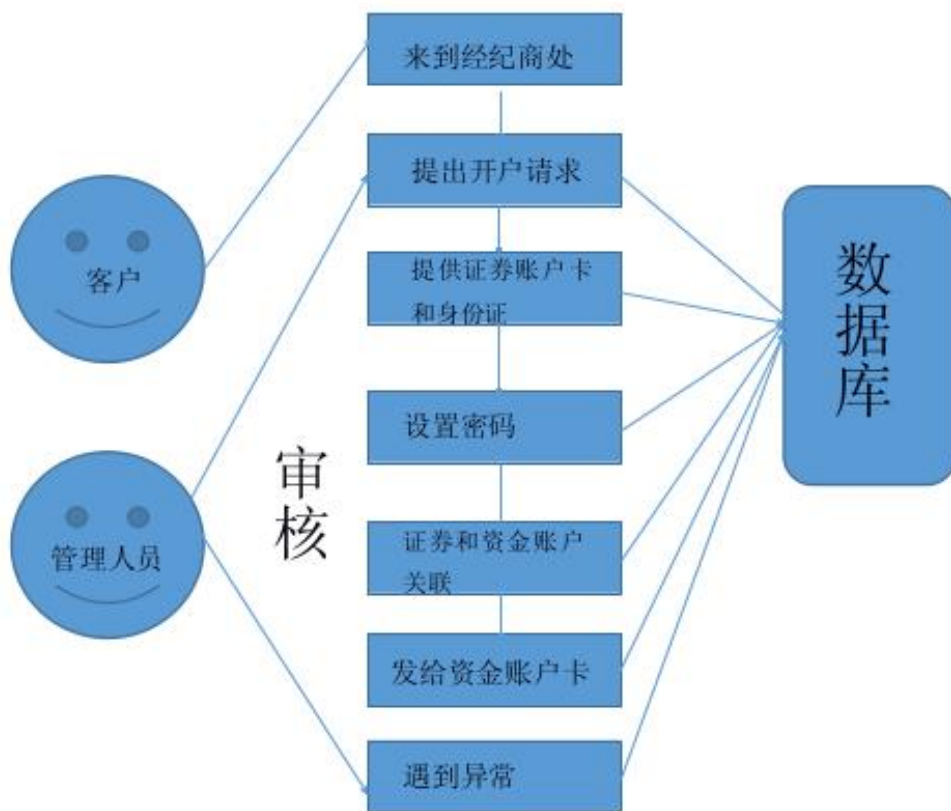 来到经纪商处
提出开户请求
客户
提供证券账户卡
和身份证
数据库
设置密码
审核
管理人员
证券和资金账户
关联
发给资金账户卡
遇到异常